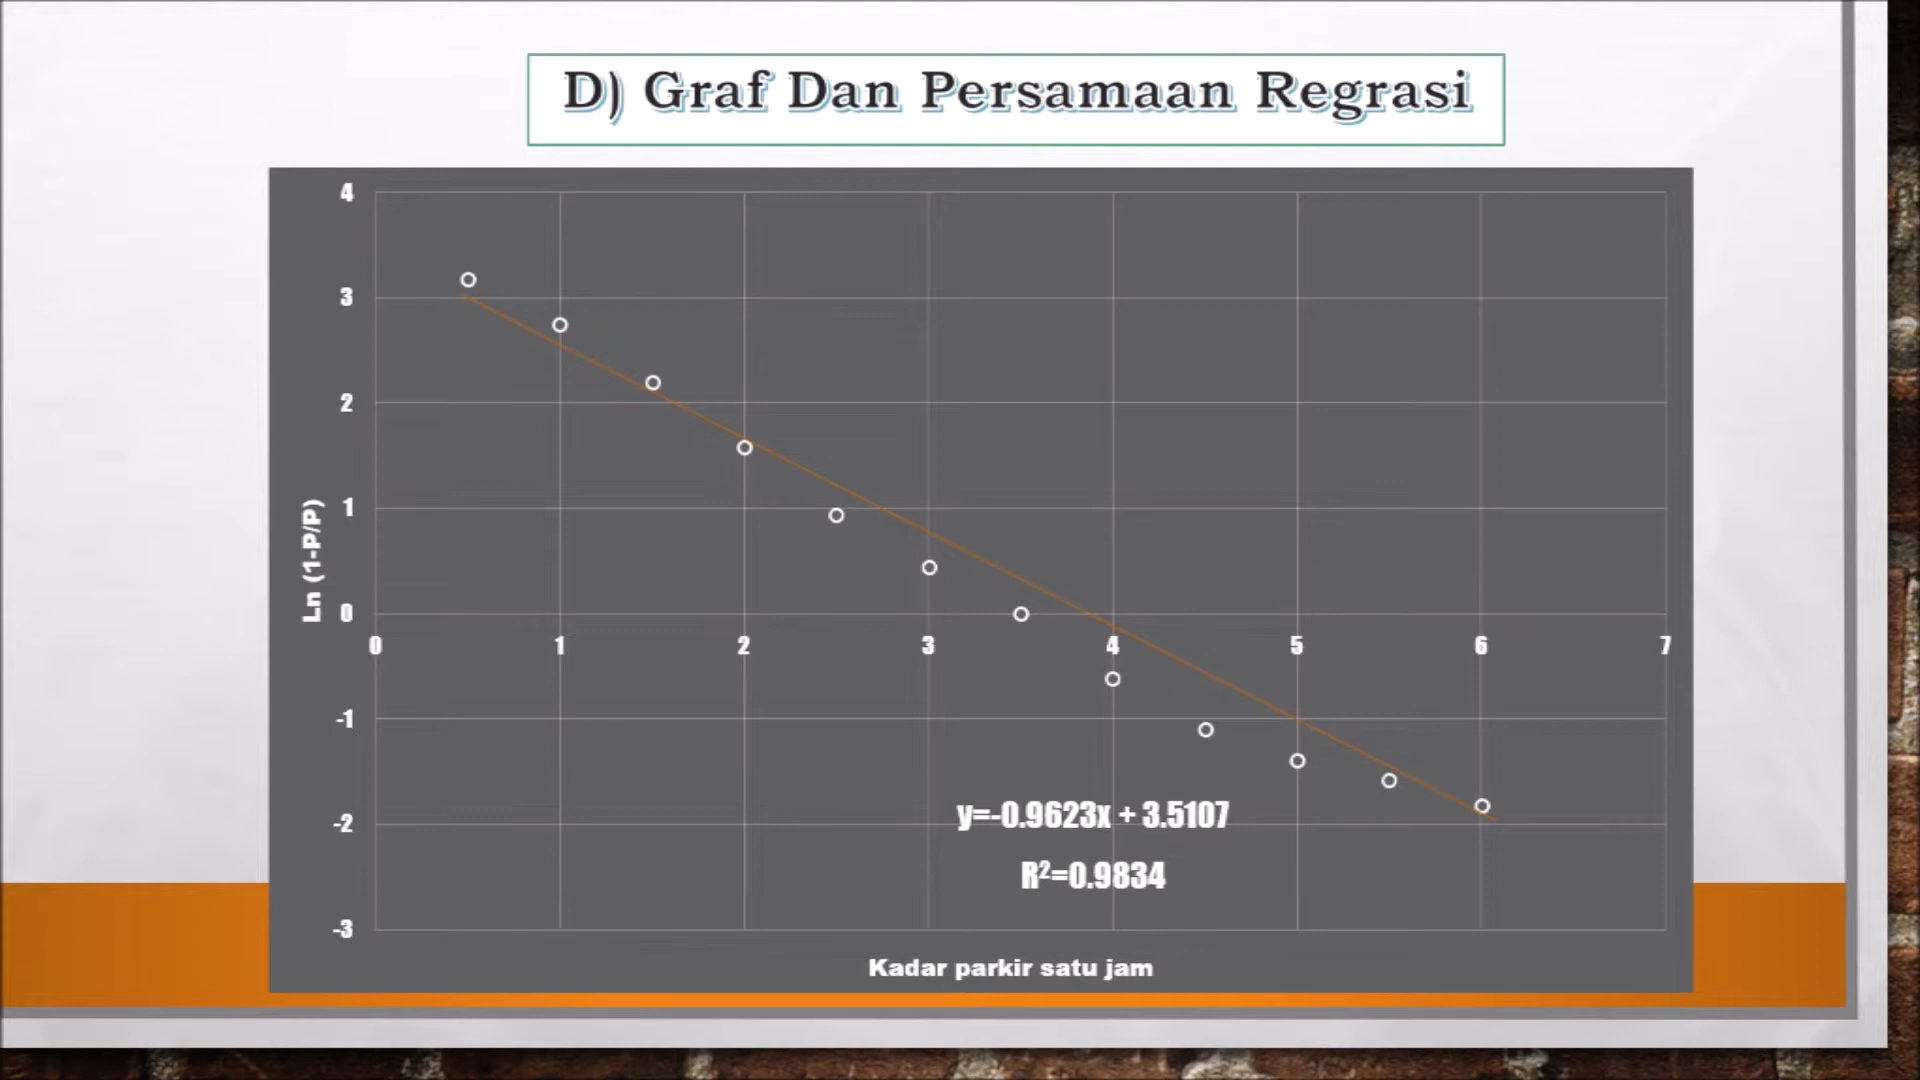 D) Graf Dan Persamaan Regrasi
4
3
2
1
0
-1
-2
-3
Ln (1-P/P)
0 1 2 3 4 5 6 7
y=-0.9623x + 3.5107
R²=0.9834
Kadar parkir satu jam